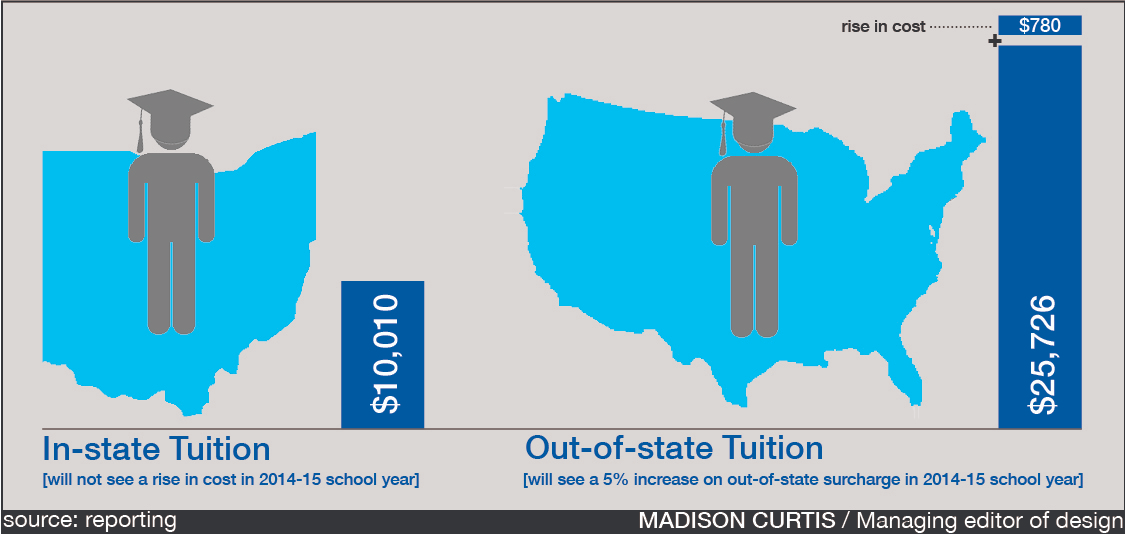 rise in cost
$780
+
$10,010
$25,726
In-state Tuition
[will not see a rise in cost in 2014-15 school year]
Out-of-state Tuition
[will see a 5% increase on out-of-state surcharge in 2014-15 school year]
source: reporting
MADISON CURTIS / Managing editor of design